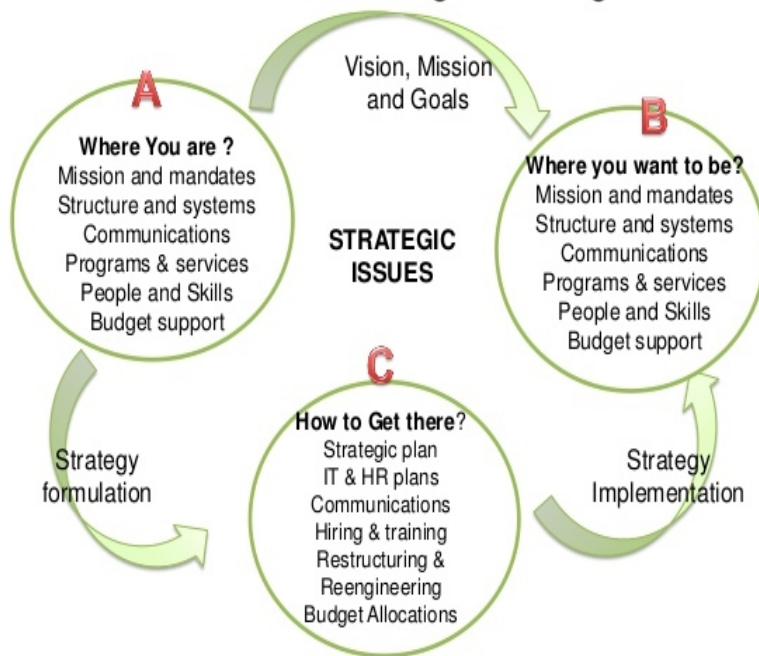 A
Where You are ?
Mission and mandates
Structure and systems
Communications
Programs & services
People and Skills
Budget support
Vision, Mission
and Goals
STRATEGIC
ISSUES
B
Where you want to be?
Mission and mandates
Structure and systems
Communications
Programs & services
People and Skills
Budget support
Strategy
formulation
C
How to Get there?
Strategic plan
IT & HR plans
Communications
Hiring & training
Restructuring &
Reengineering
Budget Allocations
Strategy
Implementation